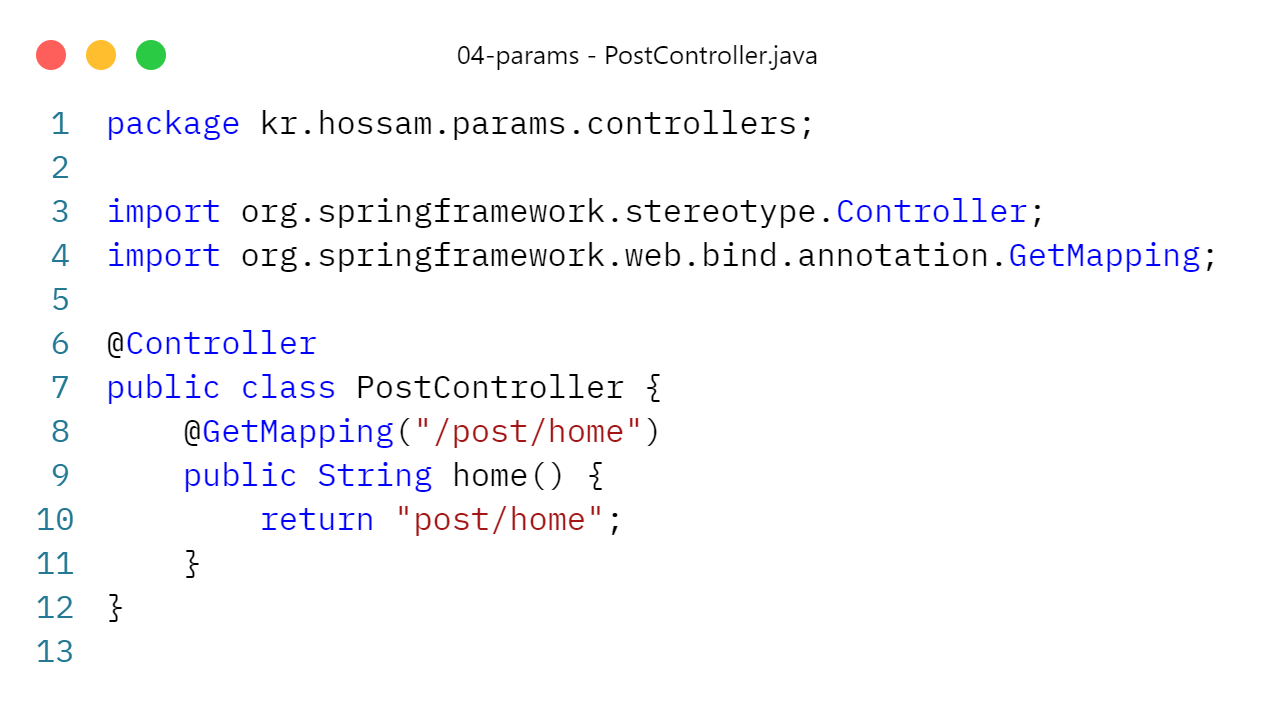 04-params - PostController.java
1 package kr.hossam.params.controllers;
2
3 import org.springframework.stereotype.Controller;
4 import org.springframework.web.bind.annotation.GetMapping;
5
6 @Controller
7 public class PostController {
8     @GetMapping("/post/home")
9     public String home() {
10         return "post/home";
11     }
12 }
13